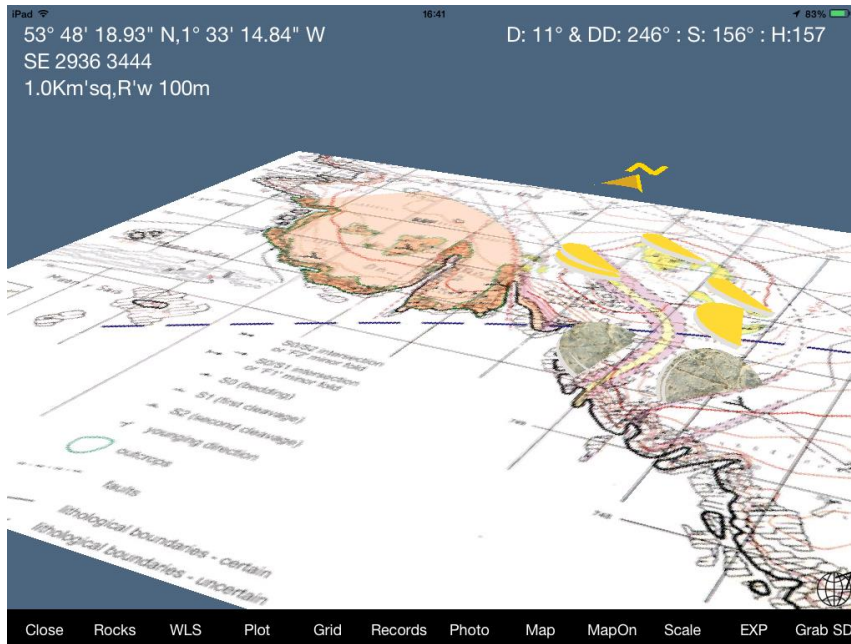 iPad 16:41 83%
53° 48' 18.93" N,1° 33' 14.84" W D: 11° & DD: 246° : S: 156° : H:157
SE 2936 3444
1.0Km'sq,R'w 100m
S0/S2 intersection
or 'F2' minor fold
S0/S1 intersection
or 'F1' minor fold
S0 (bedding)
S1 (first cleavage)
S2 (second cleavage)
younging direction
outcrops
faults
lithological boundaries - certain
lithological boundaries - uncertain
Close Rocks WLS Plot Grid Records Photo Map MapOn Scale EXP Grab SD